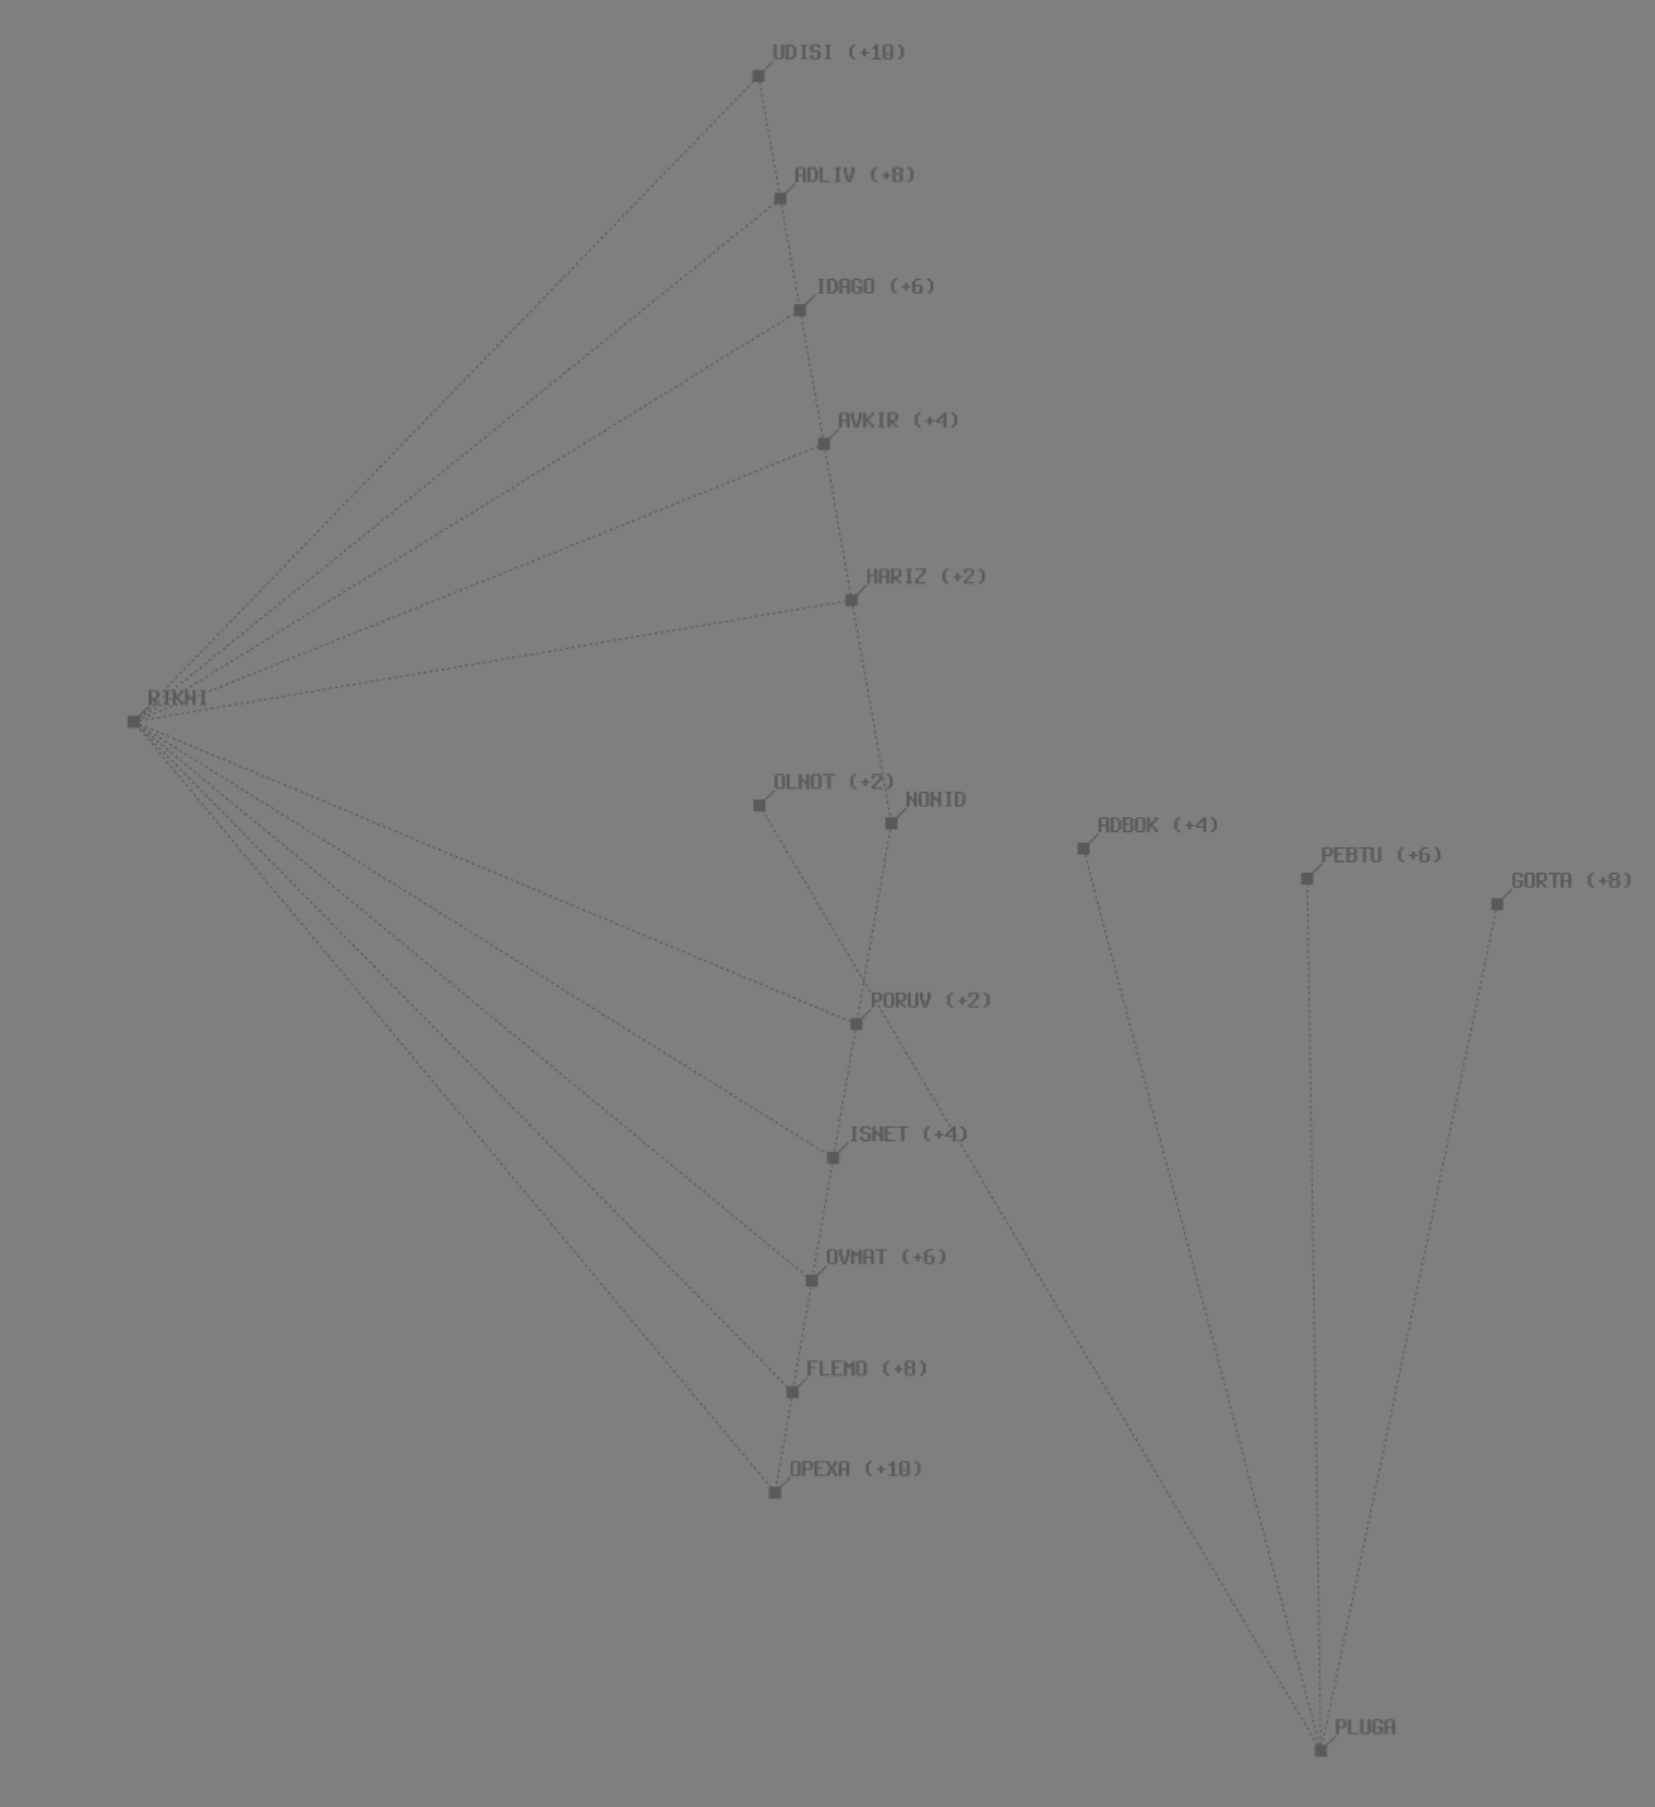 UDISI (+10)
ADLIV (+8)
IDAGO (+6)
AVKIR (+4)
HARIZ (+2)
RIKNI
OLNOT (+2)
NONID
ADBOK (+4)
PEBTU (+6)
GORTA (+8)
PORUV (+2)
ISNET (+4)
OVMAT (+6)
FLEMO (+8)
OPEXA (+10)
PLUGA